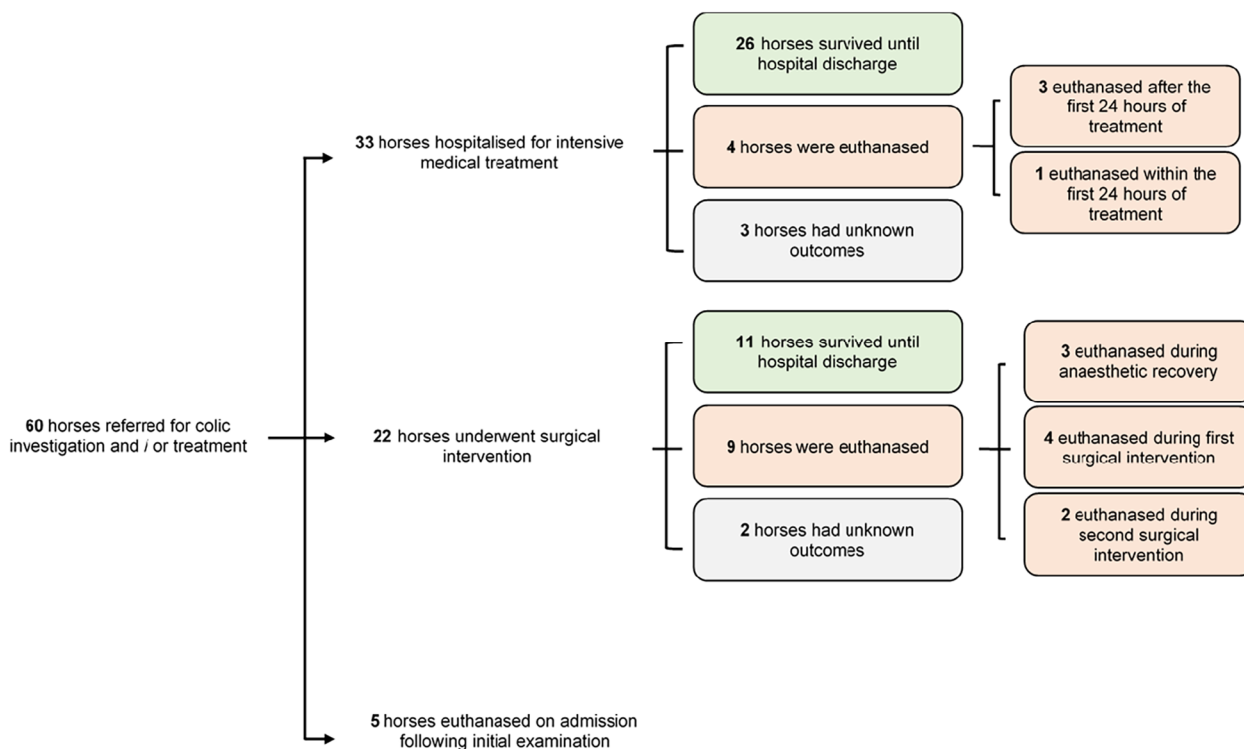 60 horses referred for colic
investigation and i or treatment
33 horses hospitalised for intensive
medical treatment
26 horses survived until
hospital discharge
4 horses were euthanased
3 euthanased after the
first 24 hours of
treatment
1 euthanased within the
first 24 hours of
treatment
3 horses had unknown
outcomes
22 horses underwent surgical
intervention
11 horses survived until
hospital discharge
9 horses were euthanased
3 euthanased during
anaesthetic recovery
4 euthanased during first
surgical intervention
2 euthanased during
second surgical
intervention
2 horses had unknown
outcomes
5 horses euthanased on admission
following initial examination